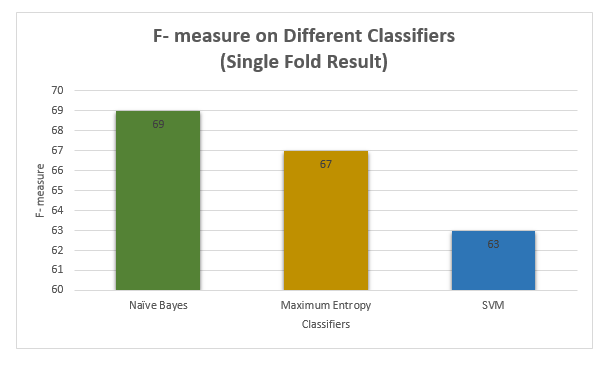 F- measure on Different Classifiers
(Single Fold Result)
70
69
68
67
66
65
64
63
62
61
60
F- measure
69
67
63
Naïve Bayes
Maximum Entropy
SVM
Classifiers